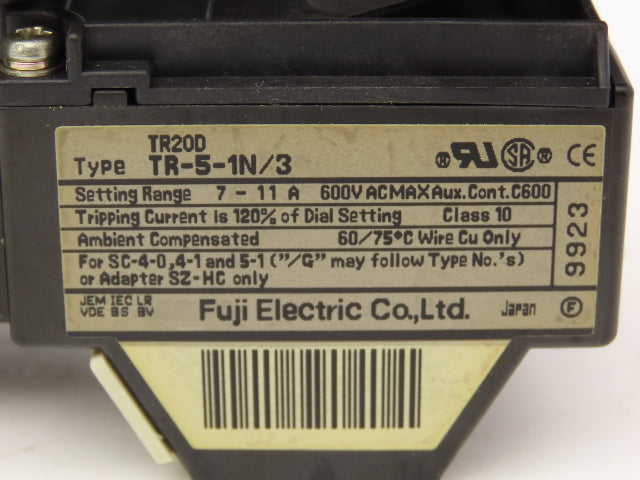 TR20D
Type TR-5-1N/3
® RU SA ® CE
Setting Range 7 - 11 A 600V AC MAX Aux.Cont.C600
Tripping Current is 120% of Dial Setting Class 10
Ambient Compensated 60/75°C Wire Cu Only
For SC-4-0,4-1 and 5-1 ("/G" may follow Type No.'s)
or Adapter SZ-HC only
9923
JEM IEC LR
VDE BS BV
Fuji Electric Co.,Ltd. Japan F